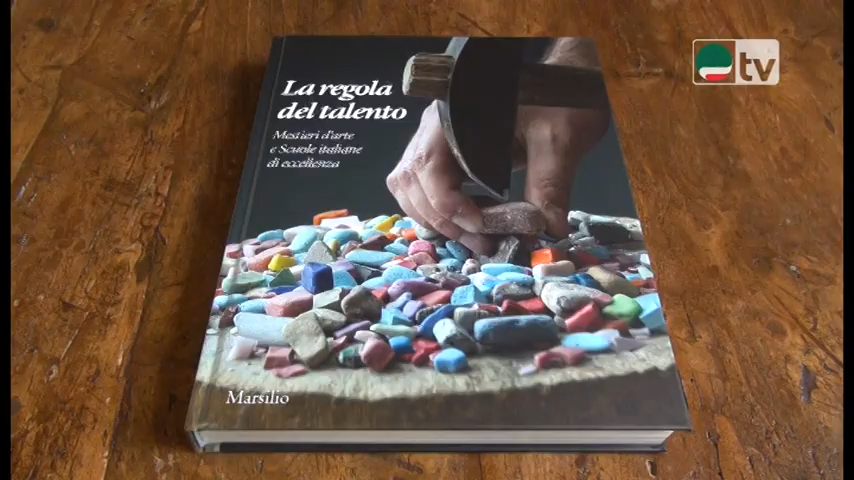 La regola
del talento
Mestieri d'arte
e Scuole italiane
di eccellenza
Marsilio
tv